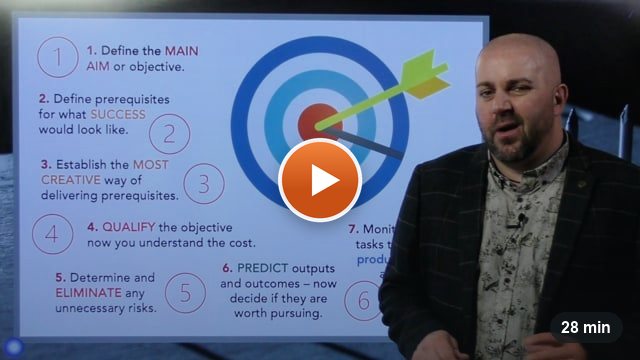 1
1. Define the MAIN
AIM or objective.
2. Define prerequisites
for what SUCCESS
would look like.
2
3. Establish the MOST
CREATIVE way of
delivering prerequisites.
3
4
4. QUALIFY the objective
now you understand the cost.
5. Determine and
ELIMINATE any
unnecessary risks.
5
6. PREDICT outputs
and outcomes – now
decide if they are
worth pursuing.
6
7.
tasks
28 min